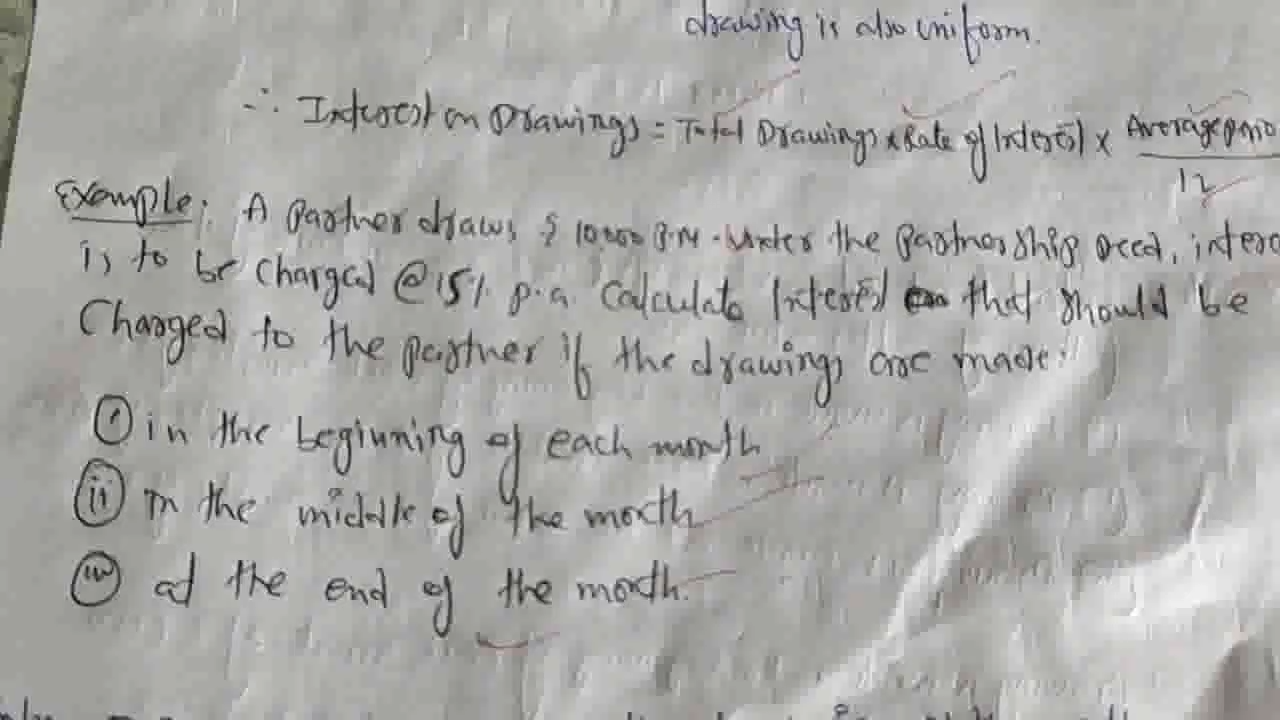 drawing is also uniform.
∴ Interest on Drawings = Total Drawings × Rate of Interest × Average
12
Example: A Partner draws $ 10,000 P.M. Under the Partnership Deed,
is to be charged @ 15% p.a. Calculate Interest that should be
Charged to the partner if the drawings are made:
(i) in the beginning of each month
(ii) in the middle of the month
(iii) at the end of the month.